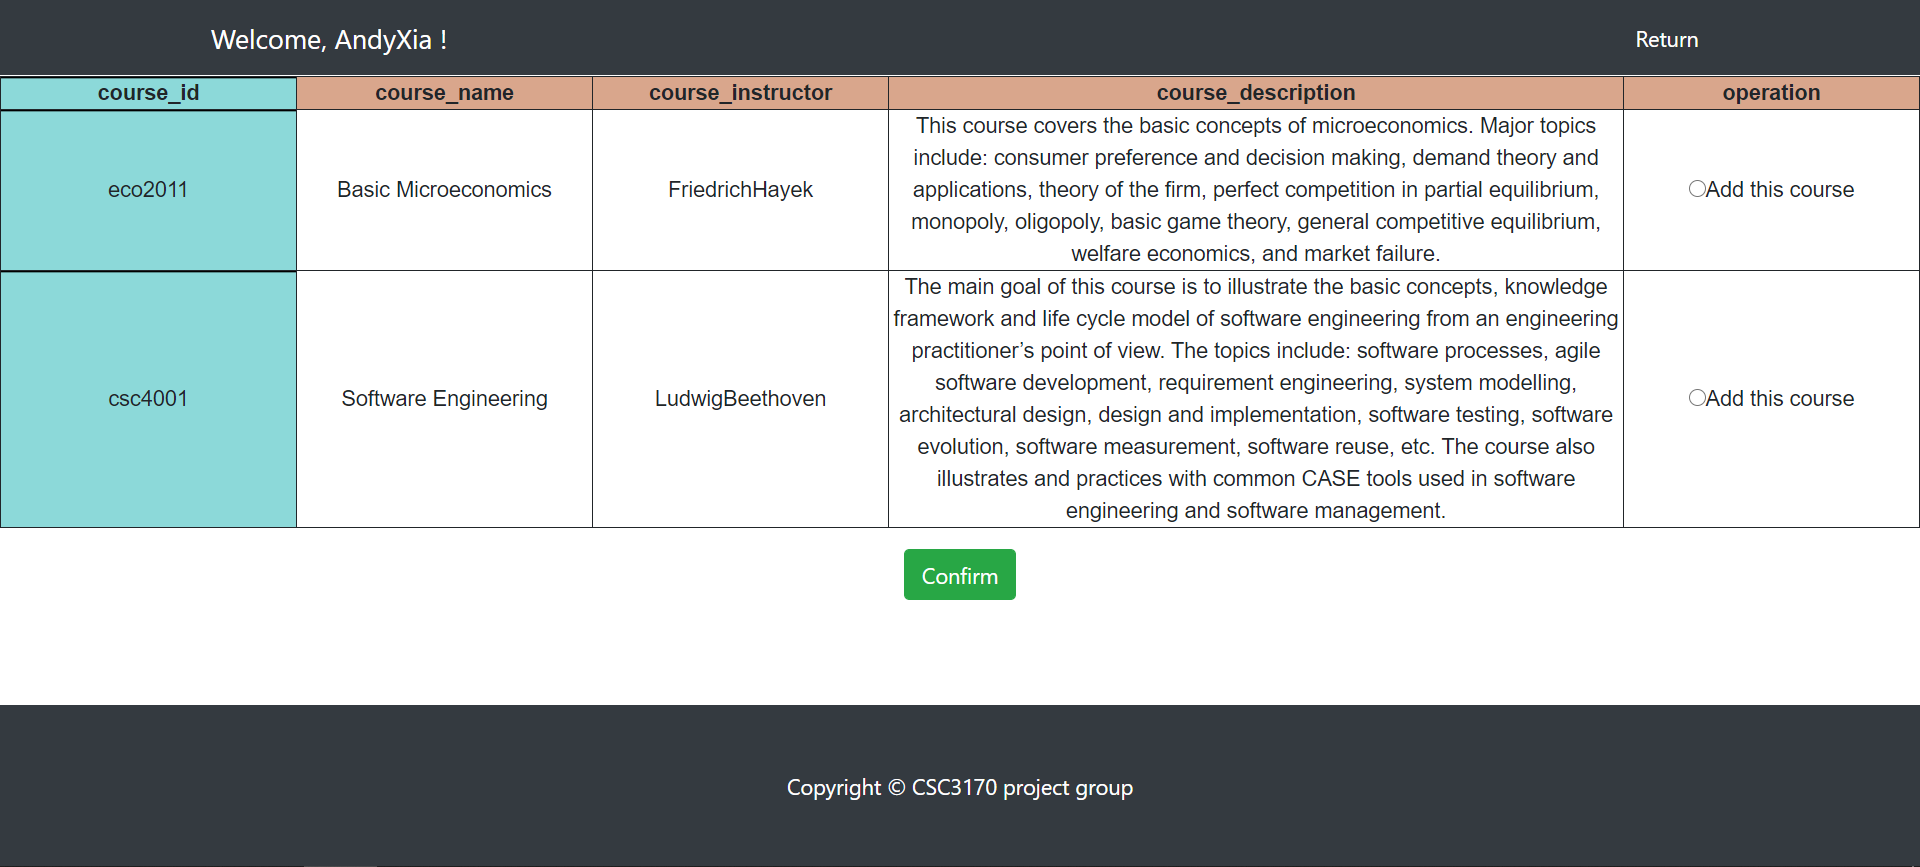 Welcome, AndyXia !
Return
course_id course_name course_instructor course_description operation
eco2011
Basic Microeconomics
FriedrichHayek
This course covers the basic concepts of microeconomics. Major topics
include: consumer preference and decision making, demand theory and
applications, theory of the firm, perfect competition in partial equilibrium,
monopoly, oligopoly, basic game theory, general competitive equilibrium,
welfare economics, and market failure.
Add this course
csc4001
Software Engineering
LudwigBeethoven
The main goal of this course is to illustrate the basic concepts, knowledge
framework and life cycle model of software engineering from an engineering
practitioner’s point of view. The topics include: software processes, agile
software development, requirement engineering, system modelling,
architectural design, design and implementation, software testing, software
evolution, software measurement, software reuse, etc. The course also
illustrates and practices with common CASE tools used in software
engineering and software management.
Add this course
Confirm
Copyright © CSC3170 project group